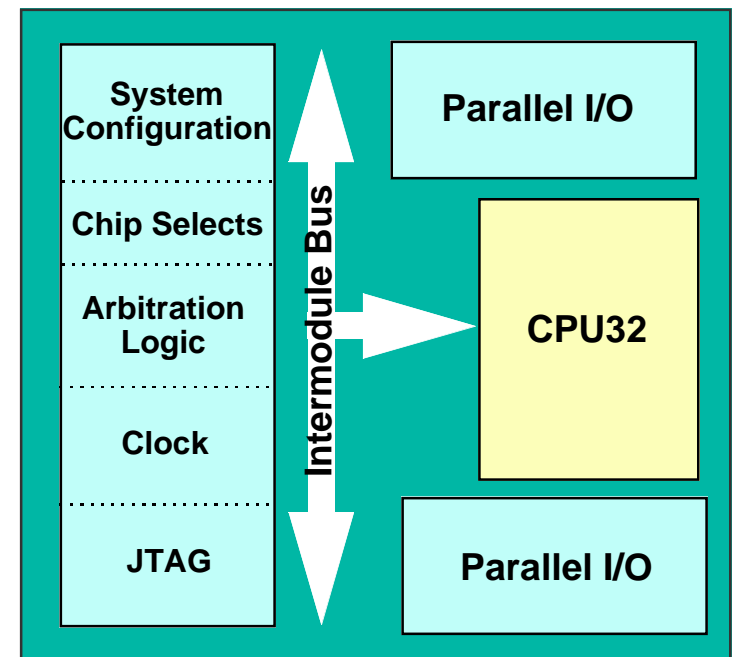 System
Configuration
Chip Selects
Arbitration
Logic
Clock
JTAG
Intermodule Bus
Parallel I/O
CPU32
Parallel I/O